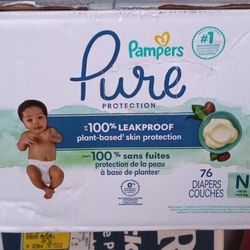 Pampers
#1
Pure
PROTECTION
100% LEAKPROOF
plant-based skin protection
100% sans fuites
protection de la peau
à base de plantes
76
DIAPERS
COUCHES
N